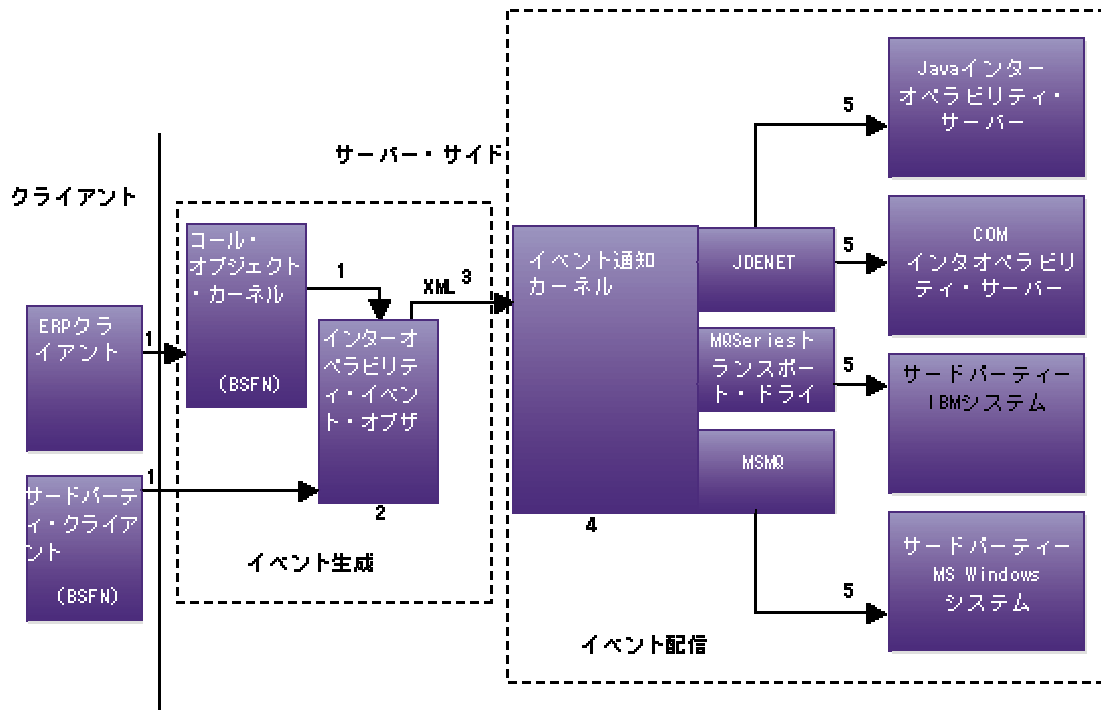 クライアント
サーバー・サイド
ERPクラ
イアント
1
サードパーテ
ィ・クライア
ント
(BSFN)
1
コール・
オブジェクト
・カーネル
(BSFN)
1
インターオ
ペラビリテ
ィ・イベン
ト・オブザ
2
イベント生成
XML 3
イベント通知
カーネル
4
JDENET
MQSeriesト
ランスポー
ト・ドライ
MSMQ
イベント配信
5
Javaインター
オペラビリティ・
サーバー
5
COM
インタオペラビリ
ティ・サーバー
5
サードパーティー
IBMシステム
5
サードパーティー
MS Windows
システム